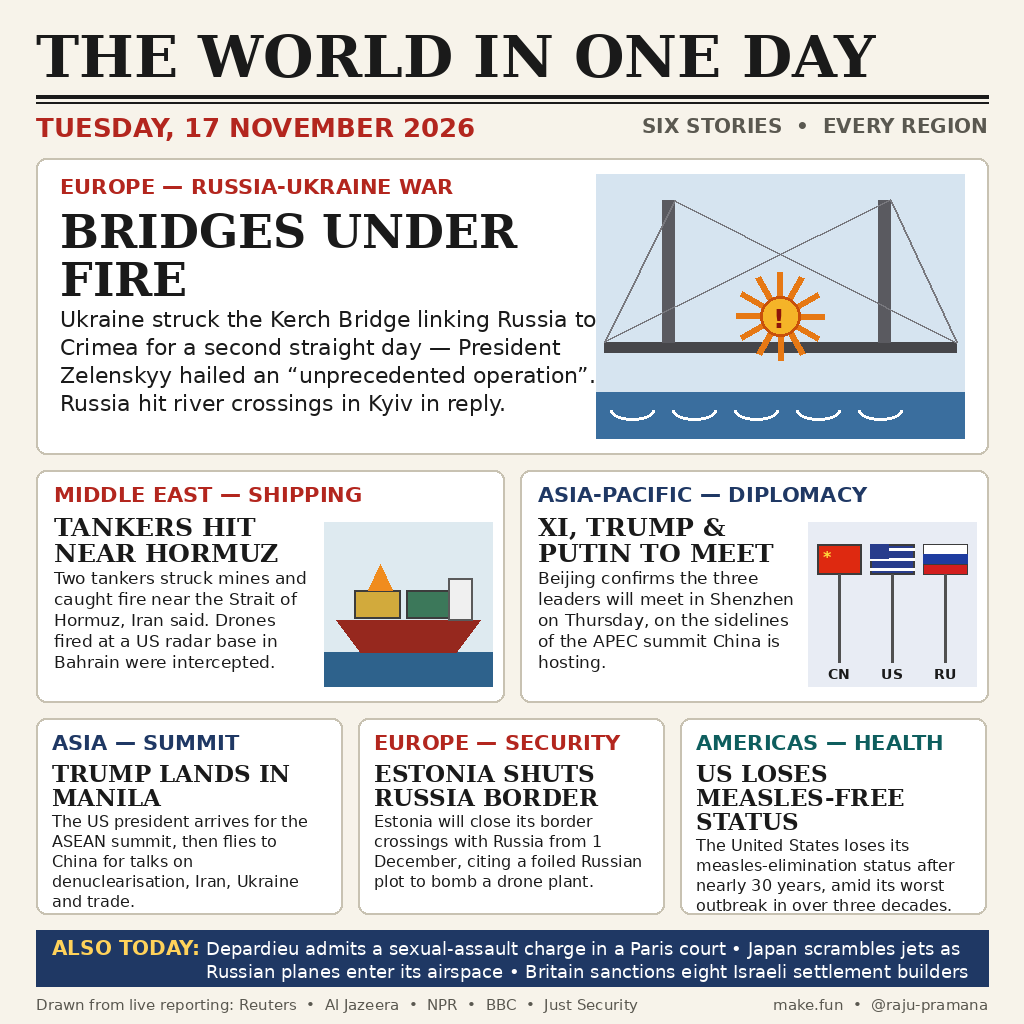 THE WORLD IN ONE DAY
TUESDAY, 17 NOVEMBER 2026
SIX STORIES • EVERY REGION
EUROPE — RUSSIA-UKRAINE WAR
BRIDGES UNDER
FIRE
Ukraine struck the Kerch Bridge linking Russia to
Crimea for a second straight day — President
Zelenskyy hailed an “unprecedented operation”.
Russia hit river crossings in Kyiv in reply.
!
MIDDLE EAST — SHIPPING
TANKERS HIT
NEAR HORMUZ
Two tankers struck mines and
caught fire near the Strait of
Hormuz, Iran said. Drones
fired at a US radar base in
Bahrain were intercepted.
ASIA-PACIFIC — DIPLOMACY
XI, TRUMP &
PUTIN TO MEET
Beijing confirms the three
leaders will meet in Shenzhen
on Thursday, on the sidelines
of the APEC summit China is
hosting.
*
CN US RU
ASIA — SUMMIT
TRUMP LANDS IN
MANILA
The US president arrives for the
ASEAN summit, then flies to
China for talks on
denuclearisation, Iran, Ukraine
and trade.
EUROPE — SECURITY
ESTONIA SHUTS
RUSSIA BORDER
Estonia will close its border
crossings with Russia from 1
December, citing a foiled Russian
plot to bomb a drone plant.
AMERICAS — HEALTH
US LOSES
MEASLES-FREE
STATUS
The United States loses its
measles-elimination status after
nearly 30 years, amid its worst
outbreak in over three decades.
ALSO TODAY: Depardieu admits a sexual-assault charge in a Paris court • Japan scrambles jets as
Russian planes enter its airspace • Britain sanctions eight Israeli settlement builders
Drawn from live reporting: Reuters • Al Jazeera • NPR • BBC • Just Security
make.fun • @raju-pramana